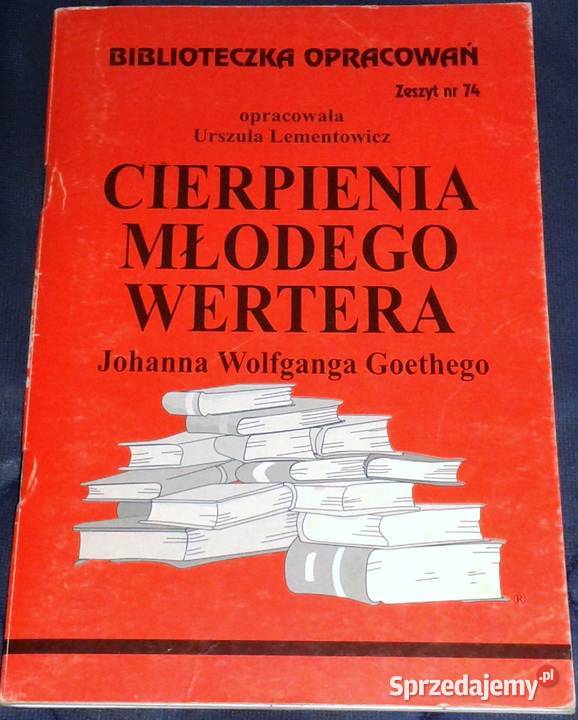 BIBLIOTECZKA OPRACOWAŃ
Zeszyt nr 74
opracowała
Urszula Lementowicz
CIERPIENIA
MŁODEGO
WERTERA
Johanna Wolfganga Goethego
®
Sprzedajemy.pl